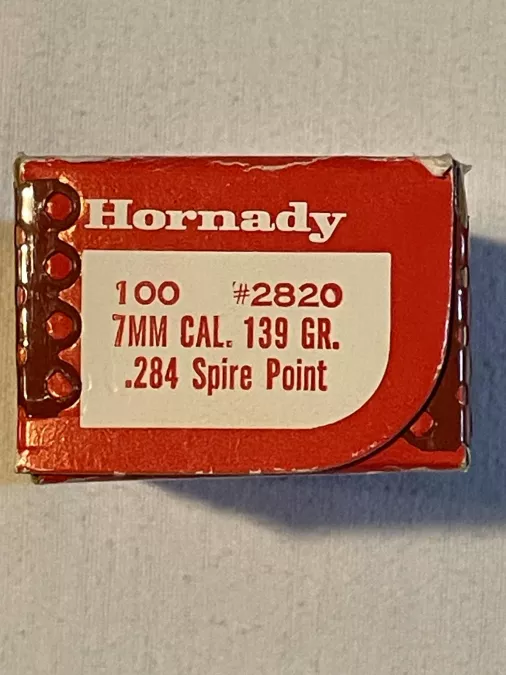 Hornady
100 #2820
7MM CAL. 139 GR.
.284 Spire Point